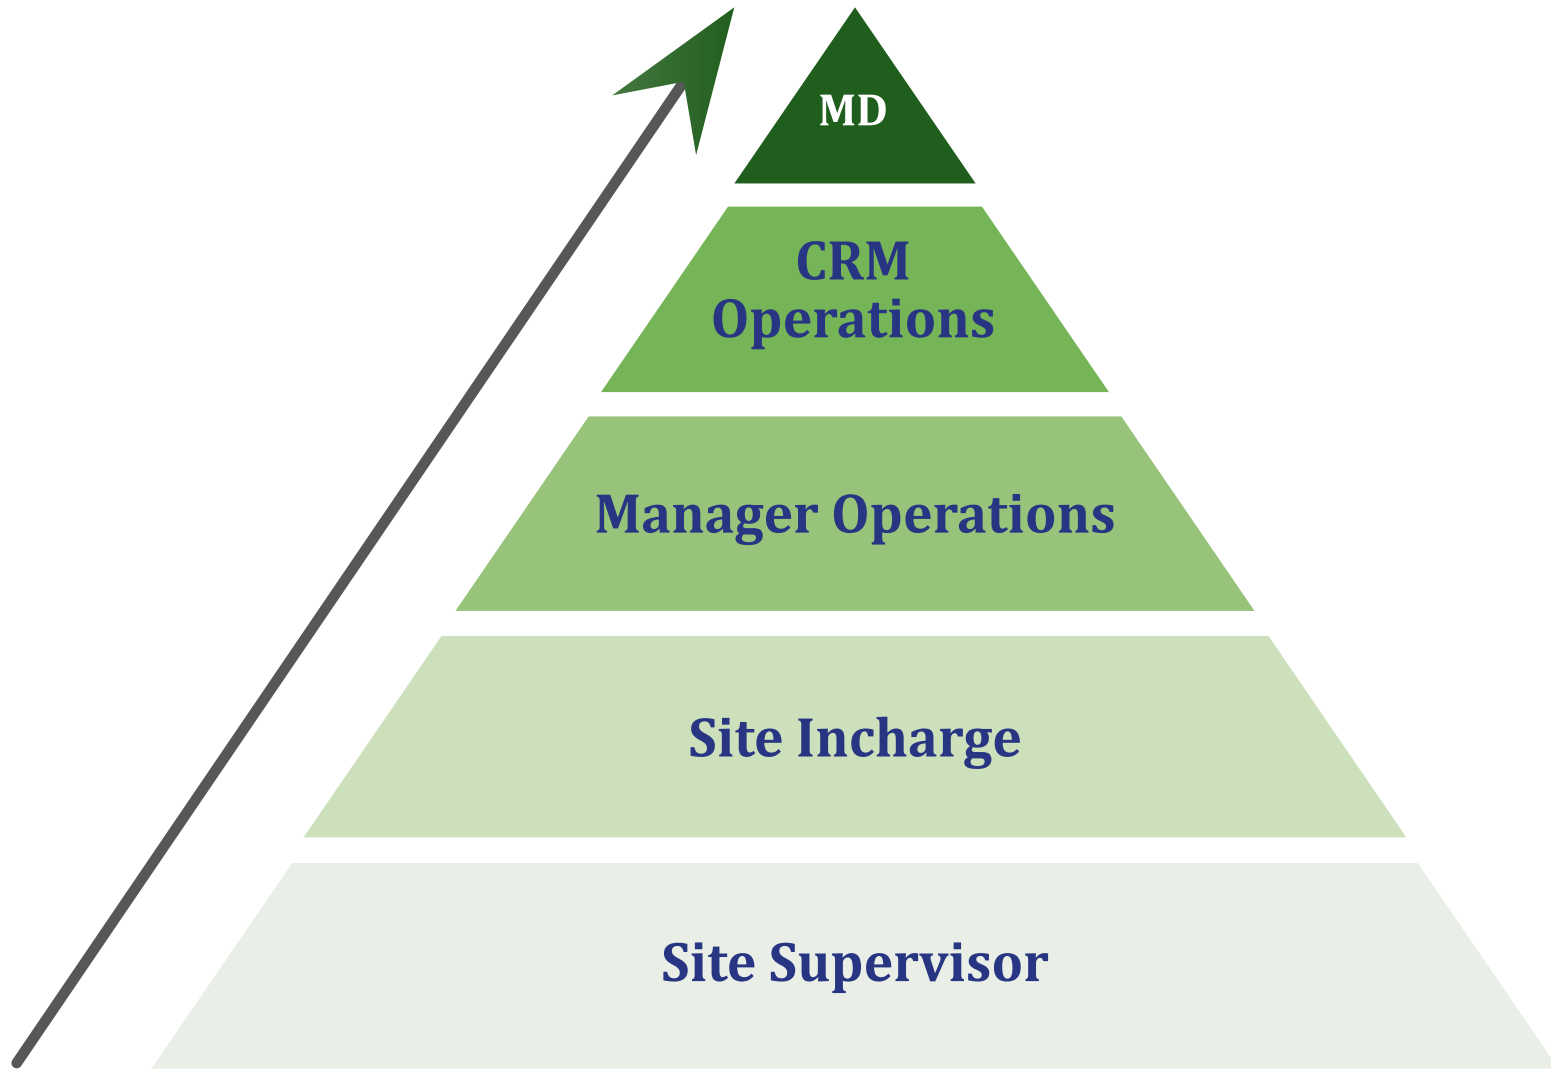 MD
CRM
Operations
Manager Operations
Site Incharge
Site Supervisor